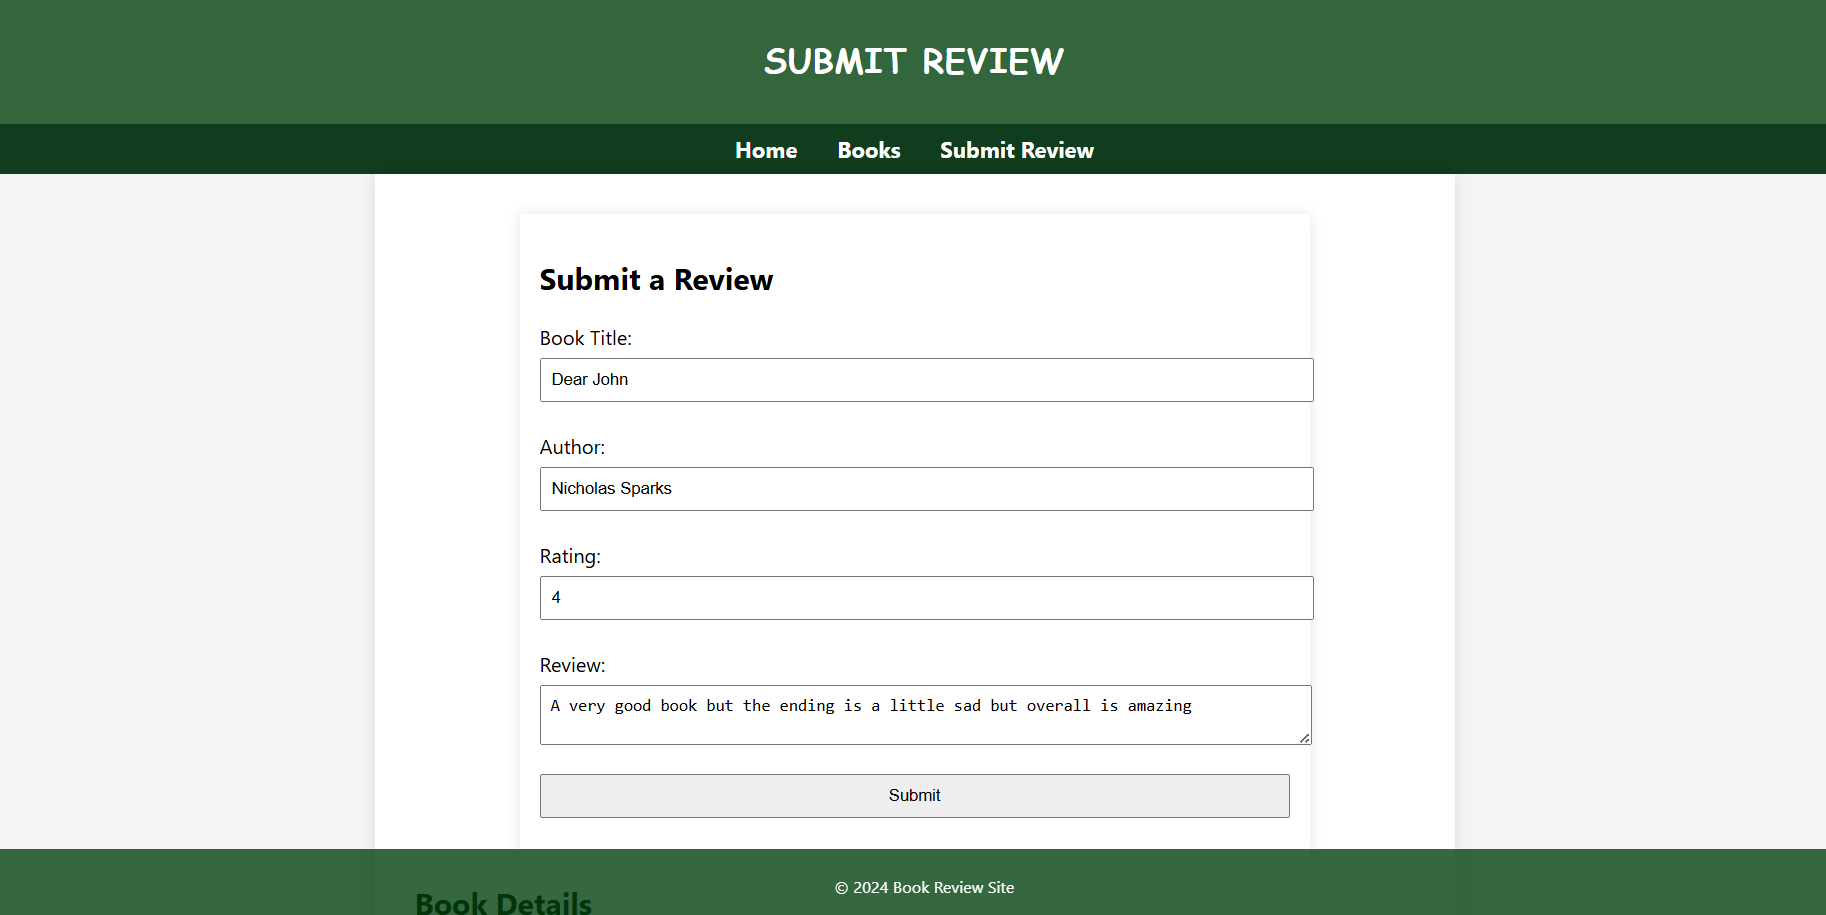 SUBMIT REVIEW
Home Books Submit Review
Submit a Review
Book Title:
Dear John
Author:
Nicholas Sparks
Rating:
4
Review:
A very good book but the ending is a little sad but overall is amazing
Submit
© 2024 Book Review Site
Book Details